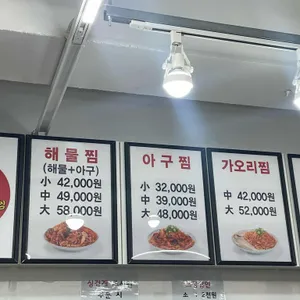 해물찜
(해물+아구)
小 42,000원
中 49,000원
大 58,000원
아구찜
小 32,000원
中 39,000원
大 48,000원
가오리찜
中 42,000원
大 52,000원